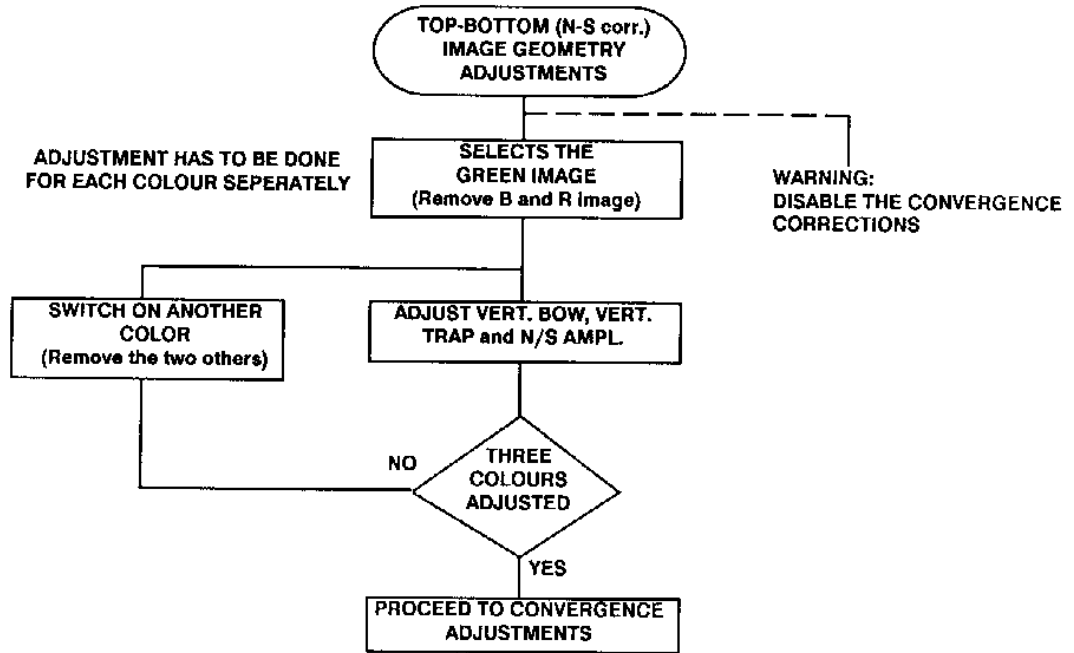 TOP-BOTTOM (N-S corr.)
IMAGE GEOMETRY
ADJUSTMENTS
ADJUSTMENT HAS TO BE DONE
FOR EACH COLOUR SEPERATELY
SELECTS THE
GREEN IMAGE
(Remove B and R image)
WARNING:
DISABLE THE CONVERGENCE
CORRECTIONS
SWITCH ON ANOTHER
COLOR
(Remove the two others)
ADJUST VERT. BOW, VERT.
TRAP and N/S AMPL.
NO
THREE
COLOURS
ADJUSTED
YES
PROCEED TO CONVERGENCE
ADJUSTMENTS